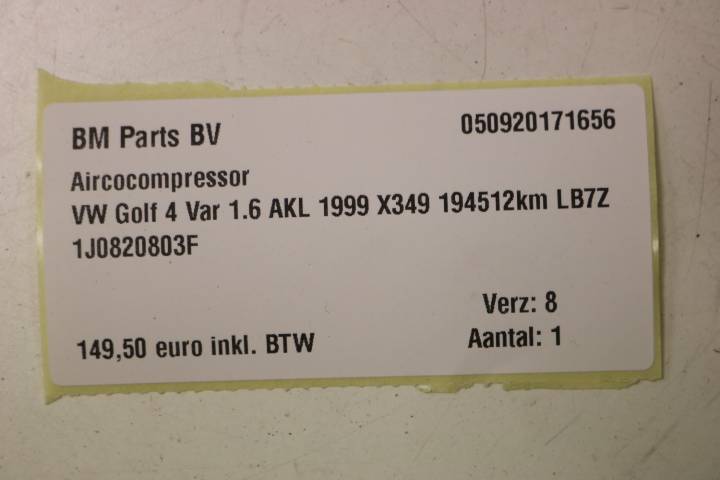 BM Parts BV 050920171656
Aircocompressor
VW Golf 4 Var 1.6 AKL 1999 X349 194512km LB7Z
1J0820803F
Verz: 8
149,50 euro inkl. BTW Aantal: 1